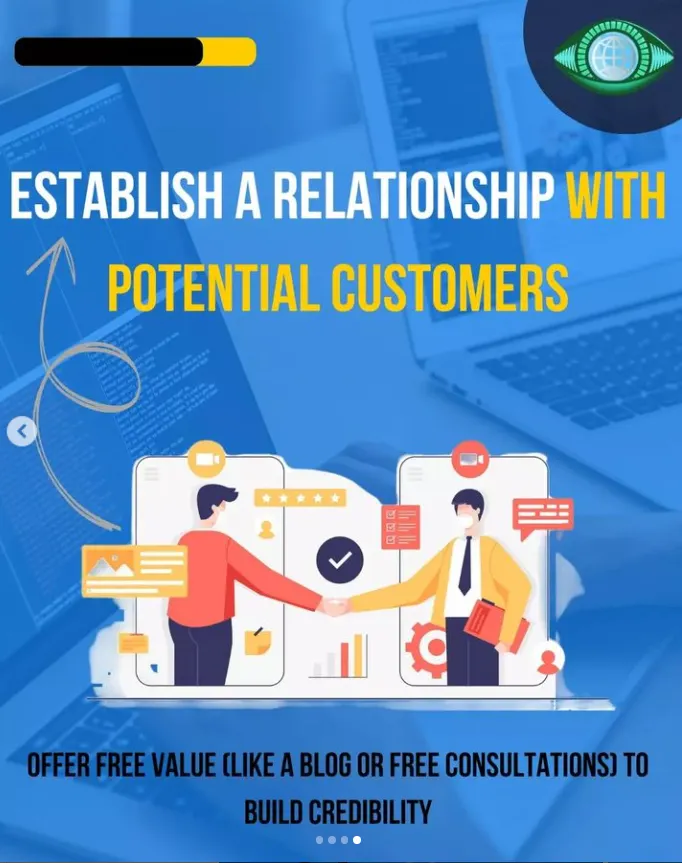 ESTABLISH A RELATIONSHIP WITH
POTENTIAL CUSTOMERS
OFFER FREE VALUE (LIKE A BLOG OR FREE CONSULTATIONS) TO
BUILD CREDIBILITY